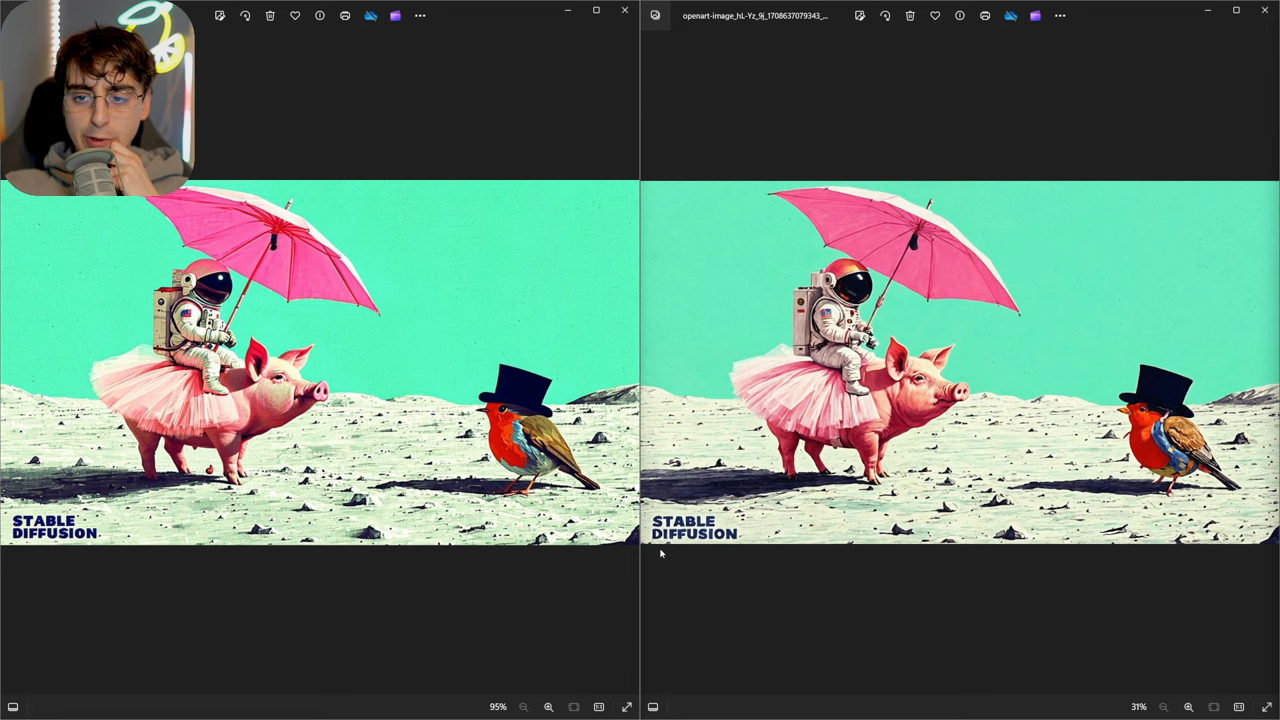 openart-image_hL-Yz_9j_1708637079343_...
STABLE
DIFFUSION
STABLE
DIFFUSION
95%
31%